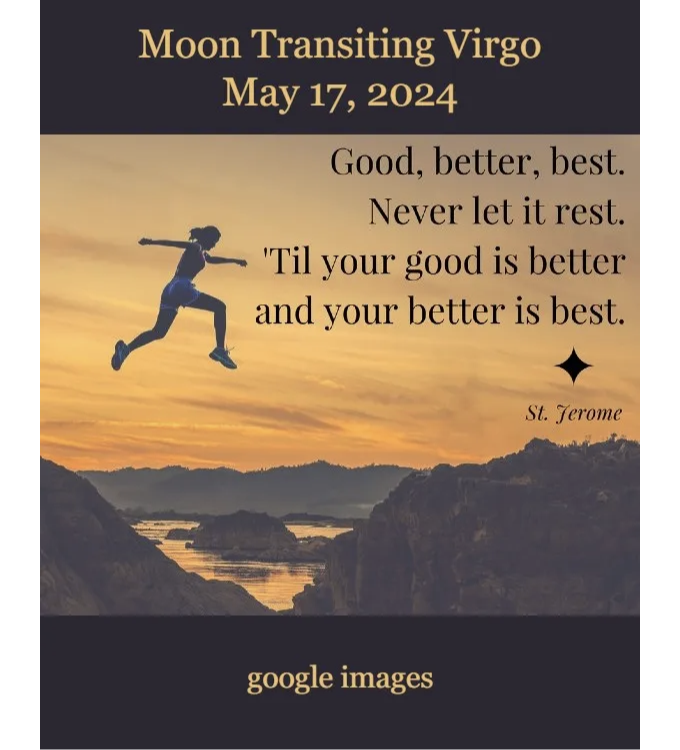 Moon Transiting Virgo
May 17, 2024
Good, better, best.
Never let it rest.
'Til your good is better
and your better is best.
St. Jerome
google images